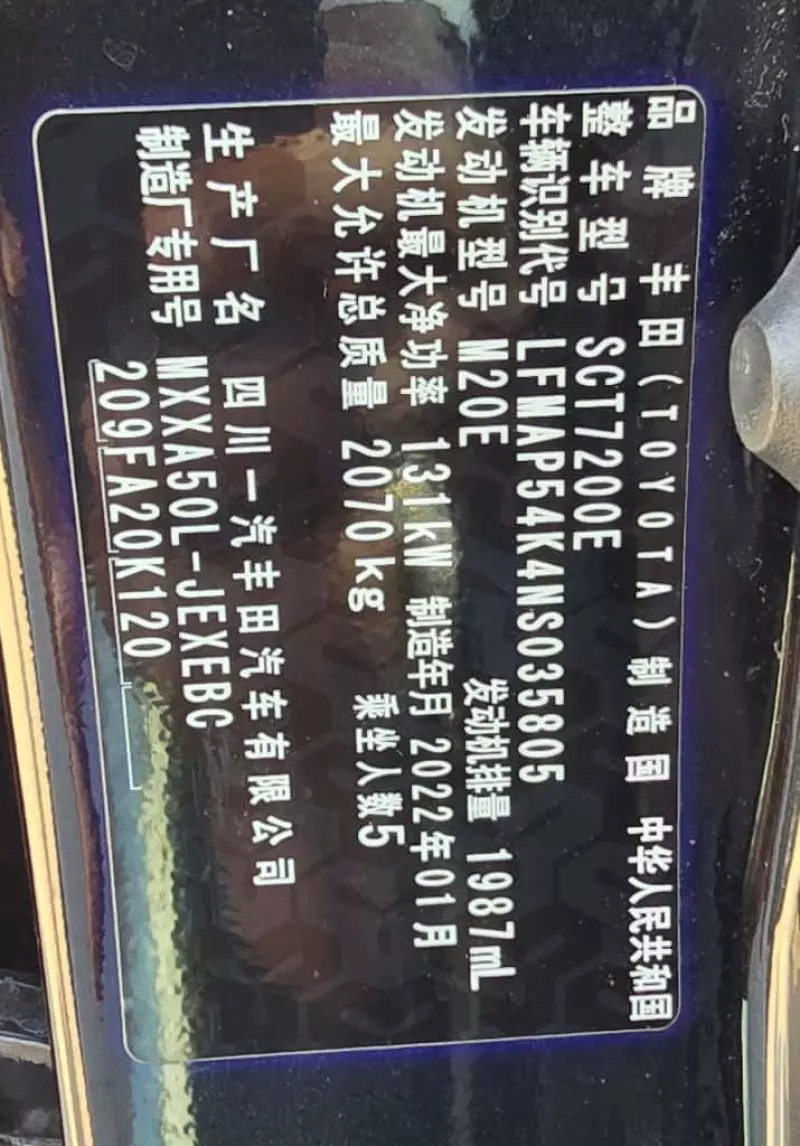 品牌 丰田(TOYOTA) 制造国 中华人民共和国
整车型号 SCT7200E
车辆识别代号 LFMAP54K4NS035805
发动机型号 M20E 发动机排量 1987mL
发动机最大净功率 131kW 制造年月 2022年01月
最大允许总质量 2070kg 乘坐人数5
生产厂名 四川一汽丰田汽车有限公司
制造厂专用号 MXXA50L-JEXEBC
209FA20K120